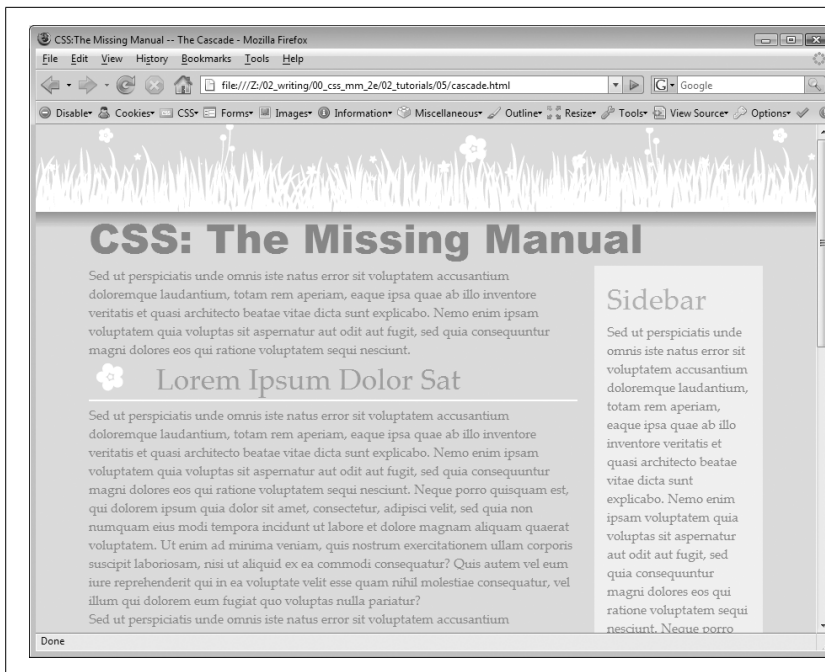 CSS:The Missing Manual -- The Cascade - Mozilla Firefox
File Edit View History Bookmarks Tools Help
file:///Z:/02_writing/00_css_mm_2e/02_tutorials/05/cascade.html
G Google
Disable Cookies CSS Forms Images Information Miscellaneous Outline Resize Tools View Source Options
CSS: The Missing Manual
Sed ut perspiciatis unde omnis iste natus error sit voluptatem accusantium
doloremque laudantium, totam rem aperiam, eaque ipsa quae ab illo inventore
veritatis et quasi architecto beatae vitae dicta sunt explicabo. Nemo enim ipsam
voluptatem quia voluptas sit aspernatur aut odit aut fugit, sed quia consequuntur
magni dolores eos qui ratione voluptatem sequi nesciunt.
Lorem Ipsum Dolor Sat
Sed ut perspiciatis unde omnis iste natus error sit voluptatem accusantium
doloremque laudantium, totam rem aperiam, eaque ipsa quae ab illo inventore
veritatis et quasi architecto beatae vitae dicta sunt explicabo. Nemo enim ipsam
voluptatem quia voluptas sit aspernatur aut odit aut fugit, sed quia consequuntur
magni dolores eos qui ratione voluptatem sequi nesciunt. Neque porro quisquam est,
qui dolorem ipsum quia dolor sit amet, consectetur, adipisci velit, sed quia non
numquam eius modi tempora incidunt ut labore et dolore magnam aliquam quaerat
voluptatem. Ut enim ad minima veniam, quis nostrum exercitationem ullam corporis
suscipit laboriosam, nisi ut aliquid ex ea commodi consequatur? Quis autem vel eum
iure reprehenderit qui in ea voluptate velit esse quam nihil molestiae consequatur, vel
illum qui dolorem eum fugiat quo voluptas nulla pariatur?
Sed ut perspiciatis unde omnis iste natus error sit voluptatem accusantium
Sidebar
Sed ut perspiciatis unde
omnis iste natus error sit
voluptatem accusantium
doloremque laudantium,
totam rem aperiam,
eaque ipsa quae ab illo
inventore veritatis et
quasi architecto beatae
vitae dicta sunt
explicabo. Nemo enim
ipsam voluptatem quia
voluptas sit aspernatur
aut odit aut fugit, sed
quia consequuntur
magni dolores eos qui
ratione voluptatem sequi
nesciunt. Neque porro
Done